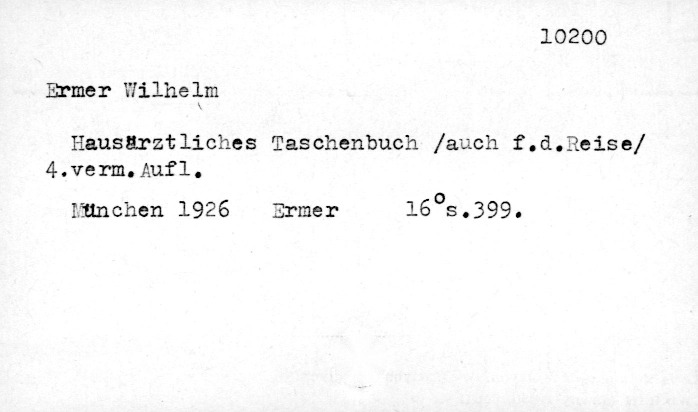 10200
Ermer Wilhelm
Hausärztliches Taschenbuch /auch f.d.Reise/
4.verm.Aufl.
München 1926 Ermer 16°s.399.